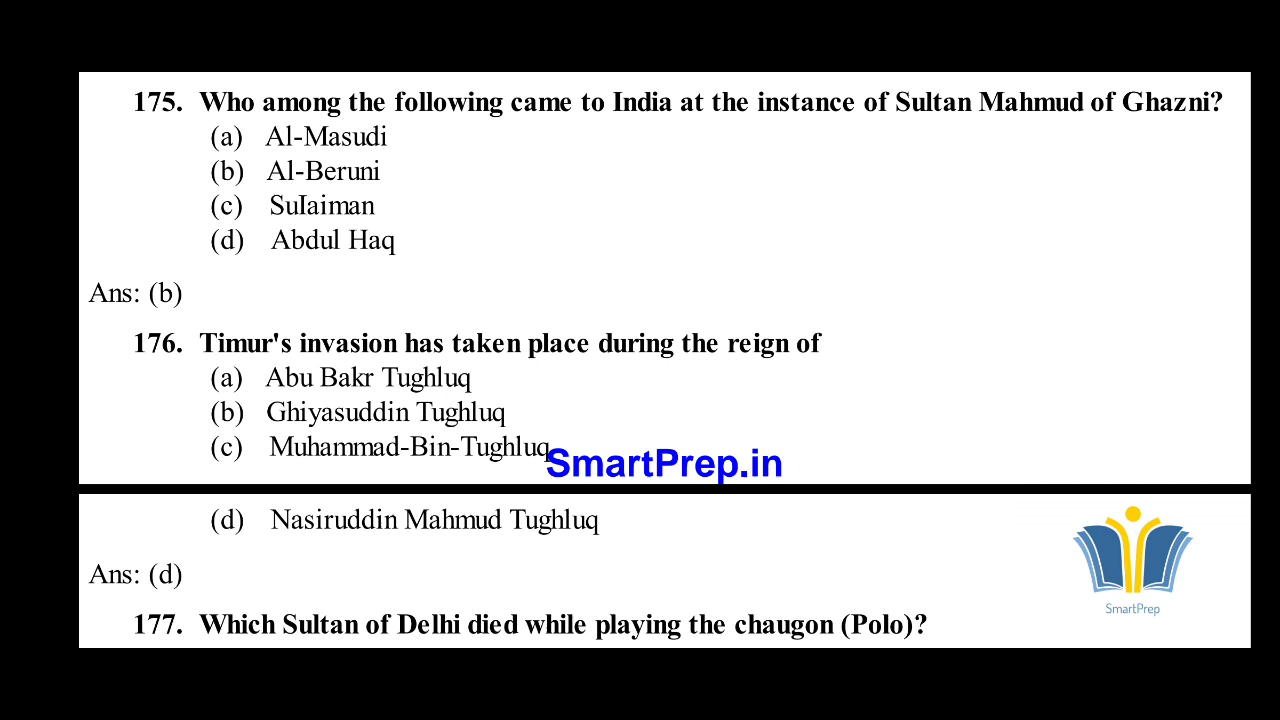 175. Who among the following came to India at the instance of Sultan Mahmud of Ghazni?
(a) Al-Masudi
(b) Al-Beruni
(c) SuIaiman
(d) Abdul Haq
Ans: (b)
176. Timur's invasion has taken place during the reign of
(a) Abu Bakr Tughluq
(b) Ghiyasuddin Tughluq
(c) Muhammad-Bin-Tughluq
SmartPrep.in
(d) Nasiruddin Mahmud Tughluq
SmartPrep
Ans: (d)
177. Which Sultan of Delhi died while playing the chaugon (Polo)?